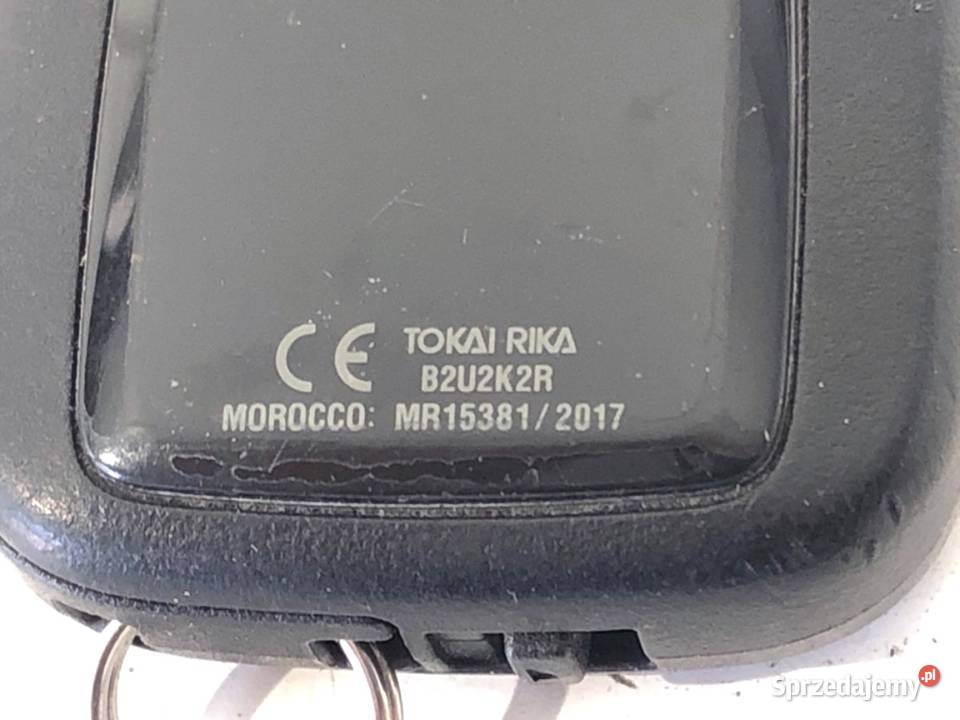 CE TOKAI RIKA
B2U2K2R
MOROCCO: MR15381/2017
Sprzedajemy.pl